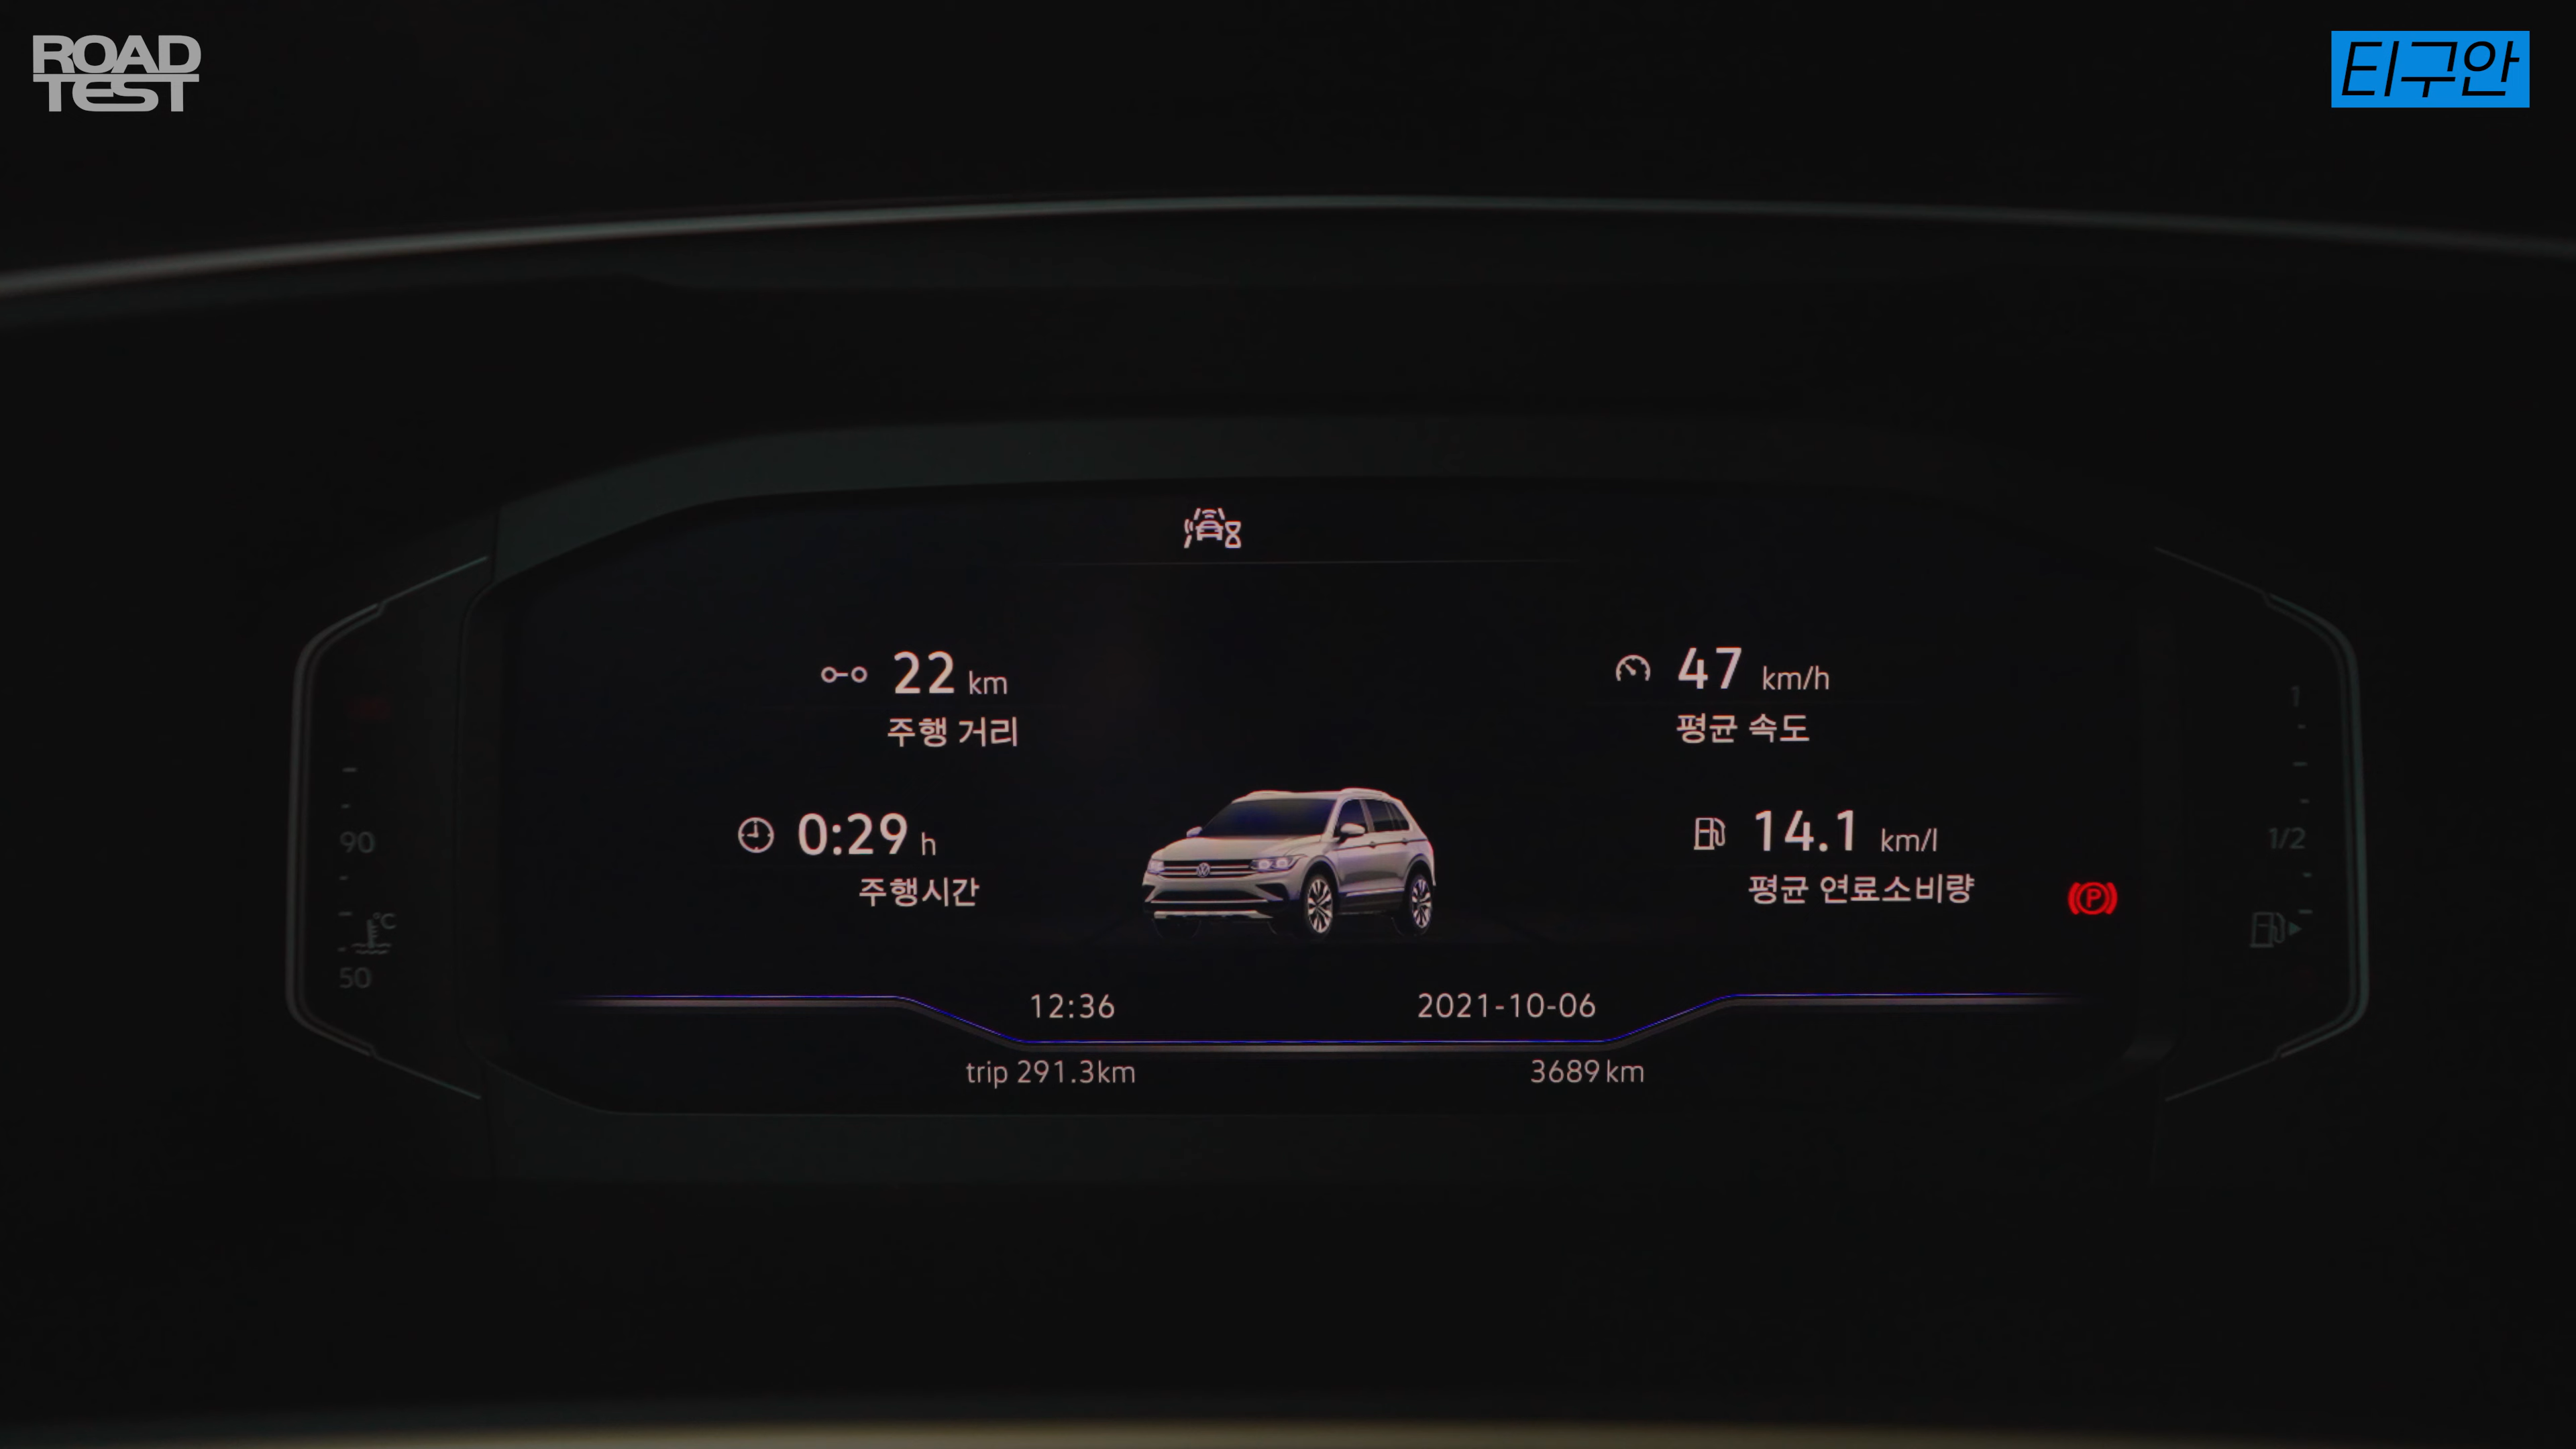 ROAD
TEST
티구안
22 km
주행 거리
47 km/h
평균 속도
0:29 h
주행시간
14.1 km/l
평균 연료소비량
90
°C
50
1
1/2
P
12:36
2021-10-06
trip 291.3km
3689 km